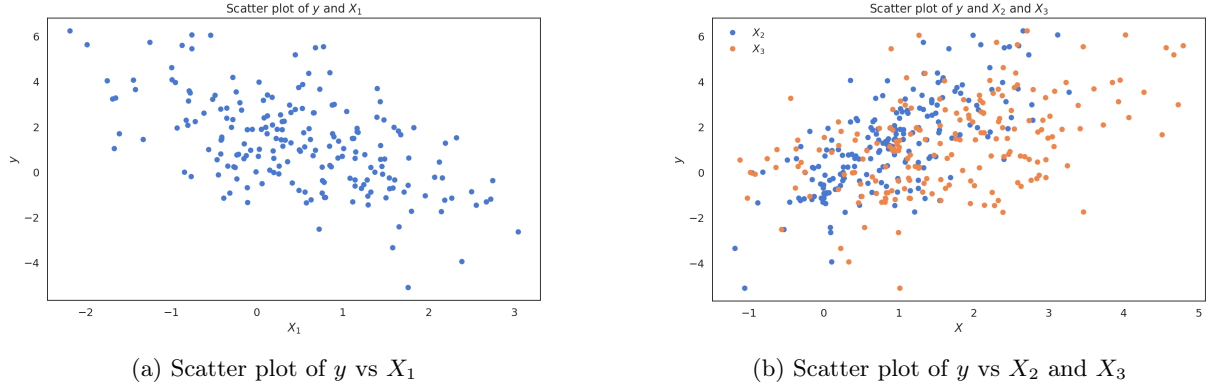 Scatter plot of y and X₁
6
4
2
0
−2
−4
y
−2 −1 0 1 2 3
X₁
(a) Scatter plot of y vs X₁
Scatter plot of y and X₂ and X₃
X₂
X₃
6
4
2
0
−2
−4
y
−1 0 1 2 3 4 5
X
(b) Scatter plot of y vs X₂ and X₃